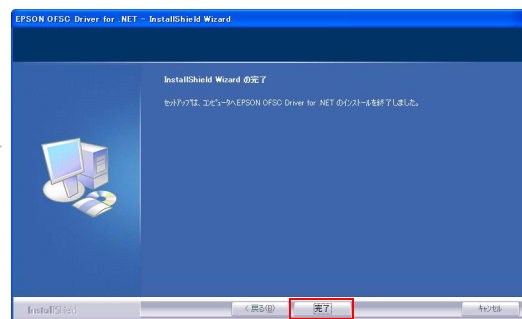 EPSON OFSC Driver for .NET - InstallShield Wizard
InstallShield Wizard の完了
セットアップは、コンピュータへEPSON OFSC Driver for .NET のインストールを終了しました。
InstallShield
< 戻る(B)
完了
キャンセル